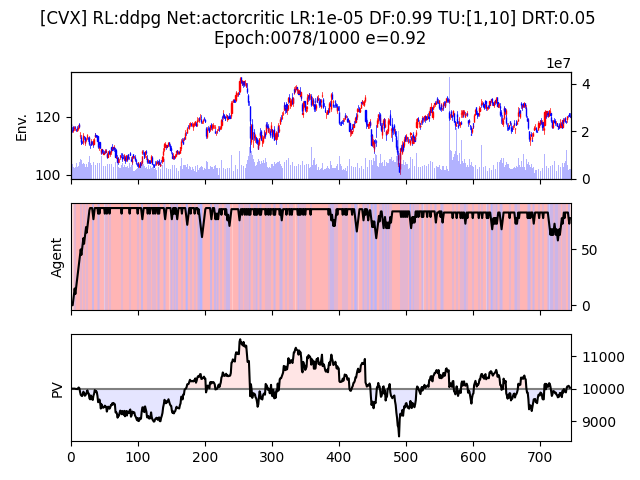 [CVX] RL:ddpg Net:actorcritic LR:1e-05 DF:0.99 TU:[1,10] DRT:0.05
Epoch:0078/1000 e=0.92
1e7
Env.
120
100
4
2
0
Agent
50
0
PV
11000
10000
9000
0 100 200 300 400 500 600 700